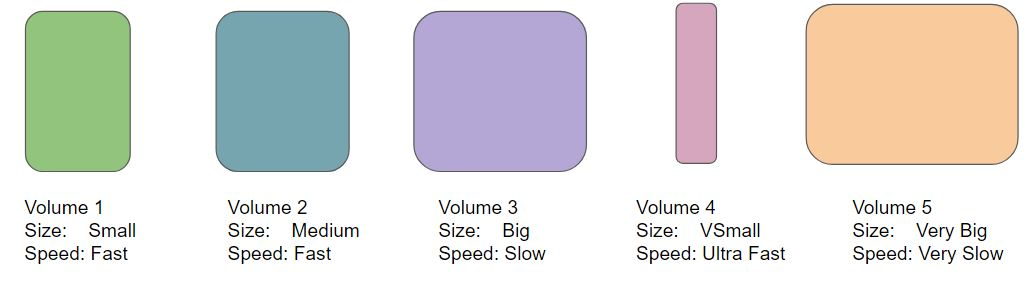 Volume 1
Size: Small
Speed: Fast
Volume 2
Size: Medium
Speed: Fast
Volume 3
Size: Big
Speed: Slow
Volume 4
Size: VSmall
Speed: Ultra Fast
Volume 5
Size: Very Big
Speed: Very Slow